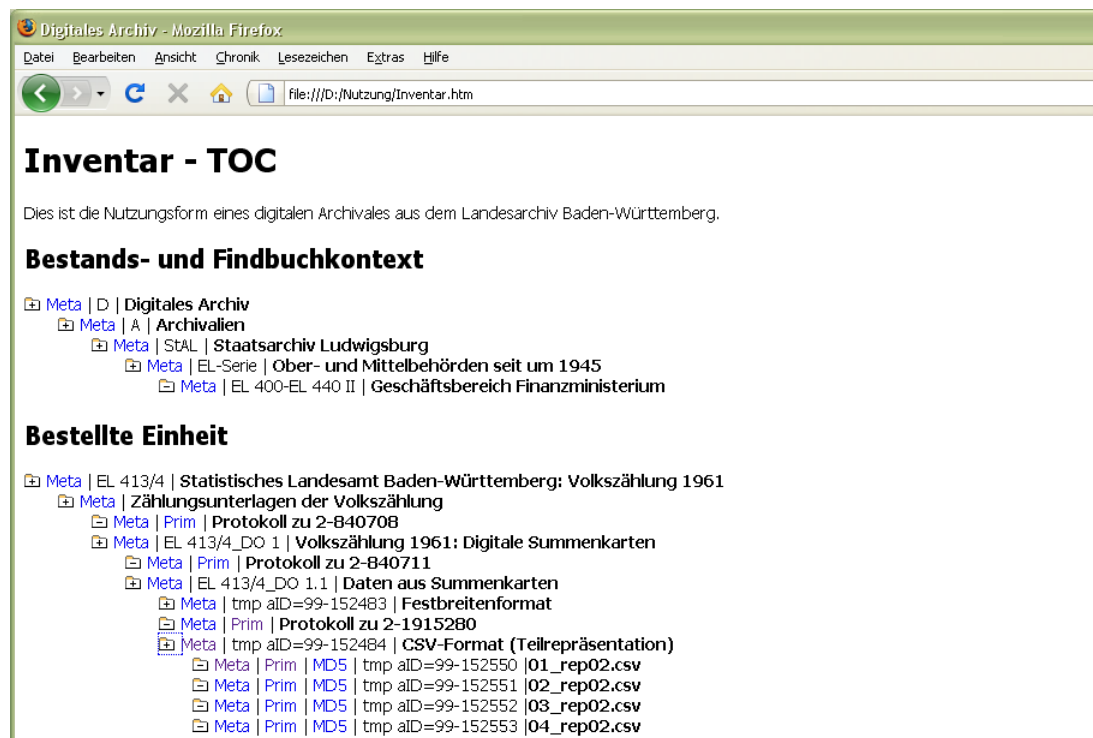 Digitales Archiv - Mozilla Firefox
Datei Bearbeiten Ansicht Chronik Lesezeichen Extras Hilfe
file:///D:/Nutzung/Inventar.htm
Inventar - TOC
Dies ist die Nutzungsform eines digitalen Archivales aus dem Landesarchiv Baden-Württemberg.
Bestands- und Findbuchkontext
Meta | D | Digitales Archiv
Meta | A | Archivalien
Meta | StAL | Staatsarchiv Ludwigsburg
Meta | EL-Serie | Ober- und Mittelbehörden seit um 1945
Meta | EL 400-EL 440 II | Geschäftsbereich Finanzministerium
Bestellte Einheit
Meta | EL 413/4 | Statistisches Landesamt Baden-Württemberg: Volkszählung 1961
Meta | Zählungsunterlagen der Volkszählung
Meta | Prim | Protokoll zu 2-840708
Meta | EL 413/4_DO 1 | Volkszählung 1961: Digitale Summenkarten
Meta | Prim | Protokoll zu 2-840711
Meta | EL 413/4_DO 1.1 | Daten aus Summenkarten
Meta | tmp aID=99-152483 | Festbreitenformat
Meta | Prim | Protokoll zu 2-1915280
Meta | tmp aID=99-152484 | CSV-Format (Teilrepräsentation)
Meta | Prim | MD5 | tmp aID=99-152550 |01_rep02.csv
Meta | Prim | MD5 | tmp aID=99-152551 |02_rep02.csv
Meta | Prim | MD5 | tmp aID=99-152552 |03_rep02.csv
Meta | Prim | MD5 | tmp aID=99-152553 |04_rep02.csv